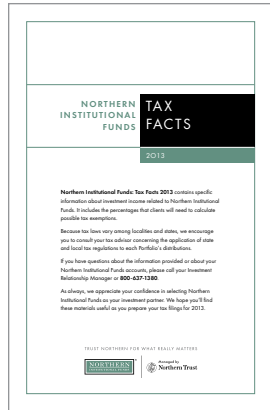 NORTHERN
INSTITUTIONAL
FUNDS
TAX
FACTS
2013
Northern Institutional Funds: Tax Facts 2013 contains specific
information about investment income related to Northern Institutional
Funds. It includes the percentages that clients will need to calculate
possible tax exemptions.
Because tax laws vary among localities and states, we encourage
you to consult your tax advisor concerning the application of state
and local tax regulations to each Portfolio's distributions.
If you have questions about the information provided or about your
Northern Institutional Funds accounts, please call your Investment
Relationship Manager or 800-637-1380.
As always, we appreciate your confidence in selecting Northern
Institutional Funds as your investment partner. We hope you'll find
these materials useful as you prepare your tax filings for 2013.
TRUST NORTHERN FOR WHAT REALLY MATTERS
NORTHERN
Managed by
Northern Trust